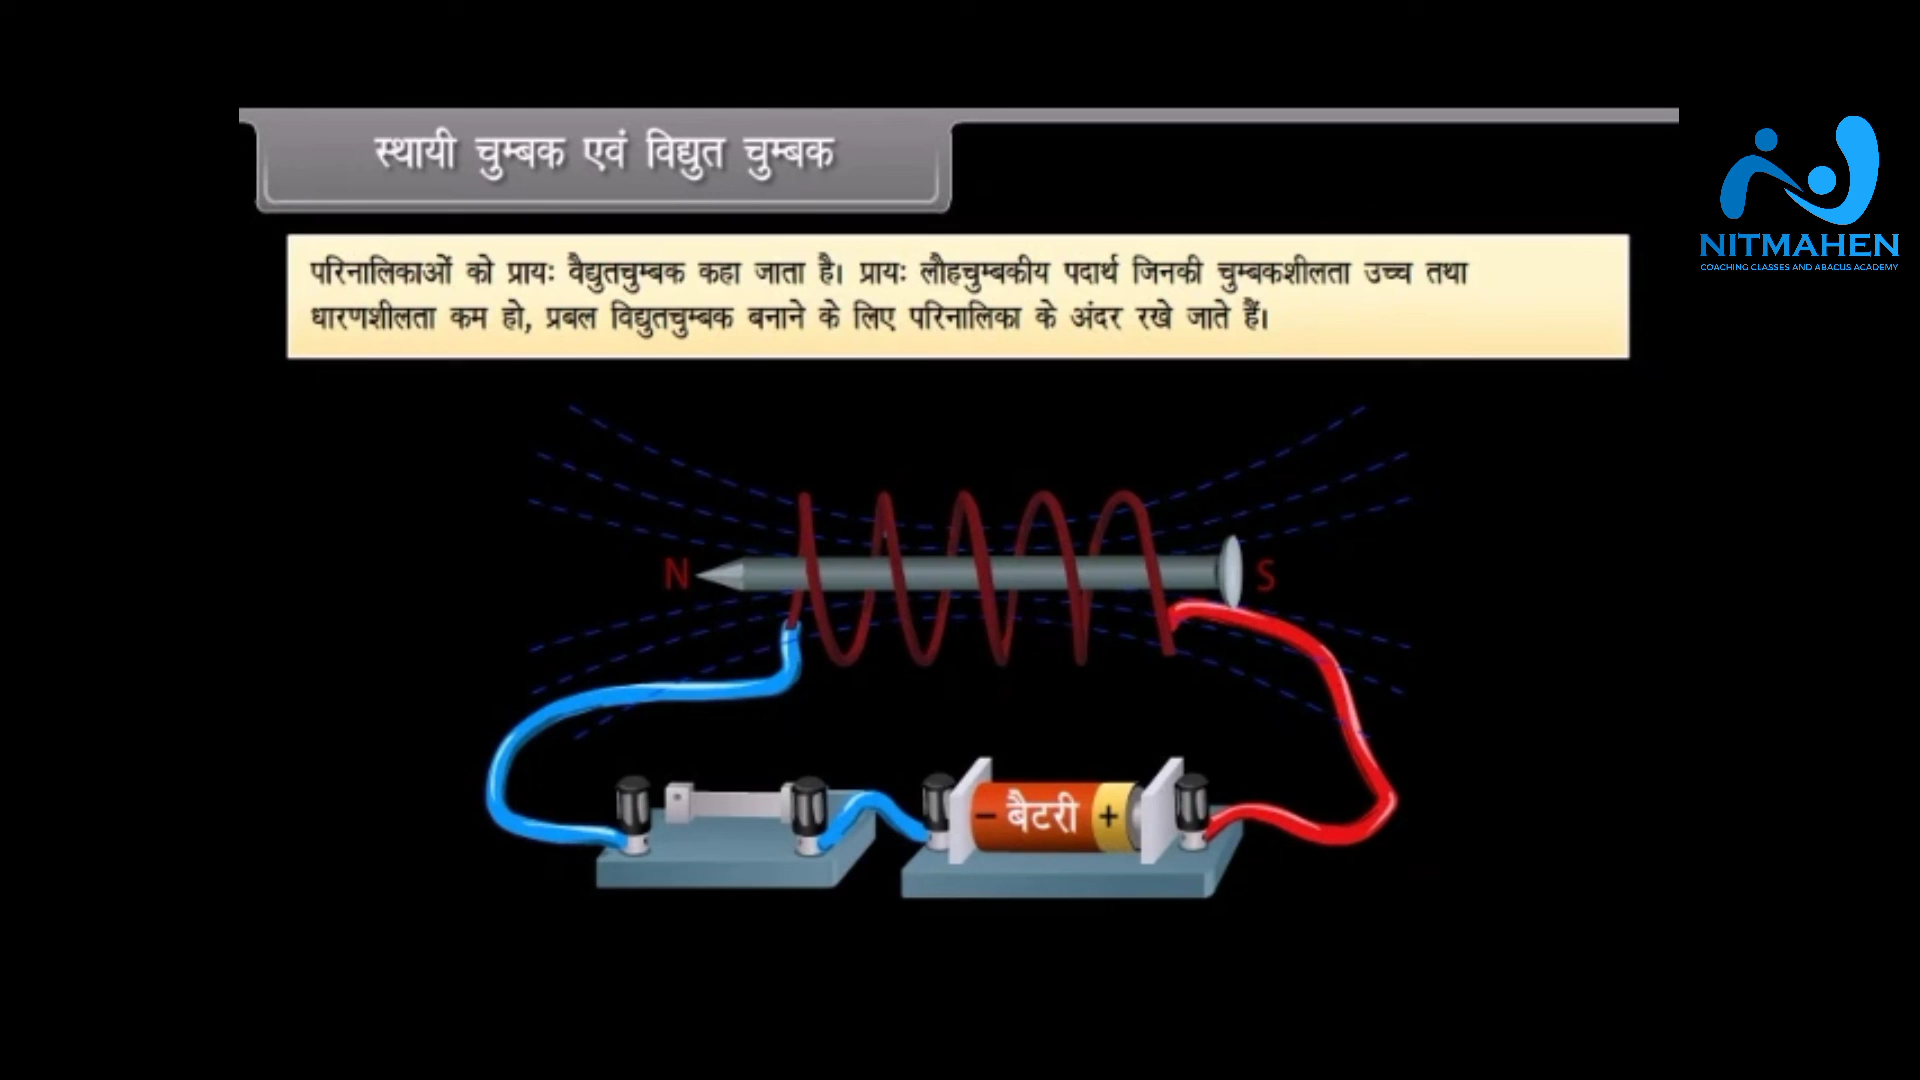 स्थायी चुम्बक एवं विद्युत चुम्बक
NITMAHEN
COACHING CLASSES AND ABACUS ACADEMY
परिनालिकाओं को प्रायः वैद्युतचुम्बक कहा जाता है। प्रायः लौहचुम्बकीय पदार्थ जिनकी चुम्बकशीलता उच्च तथा
धारणशीलता कम हो, प्रबल विद्युतचुम्बक बनाने के लिए परिनालिका के अंदर रखे जाते हैं।
N
S
– बैटरी +